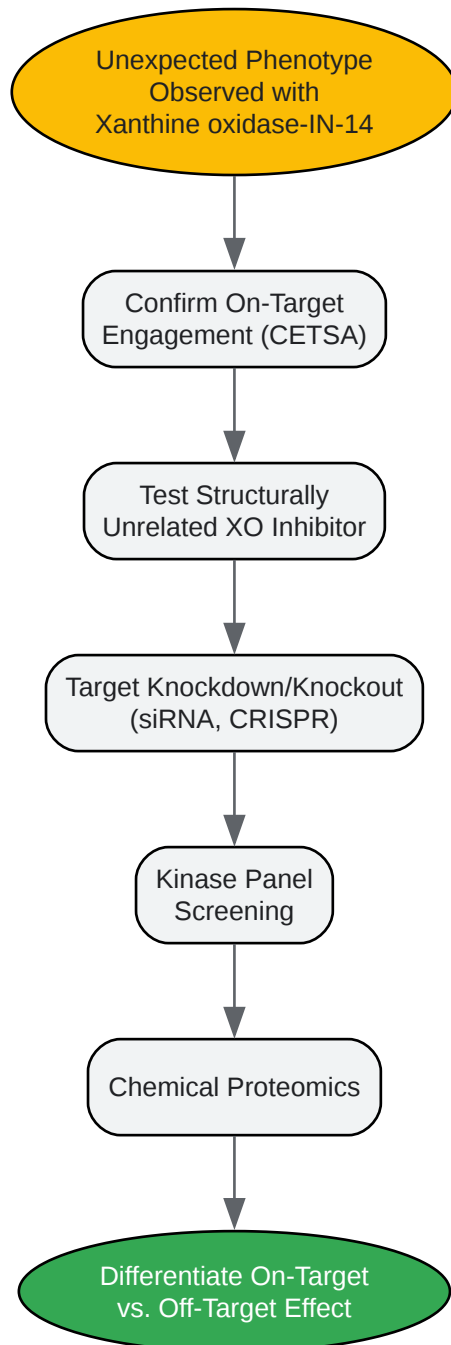 Unexpected Phenotype
Observed with
Xanthine oxidase-IN-14
Confirm On-Target
Engagement (CETSA)
Test Structurally
Unrelated XO Inhibitor
Target Knockdown/Knockout
(siRNA, CRISPR)
Kinase Panel
Screening
Chemical Proteomics
Differentiate On-Target
vs. Off-Target Effect